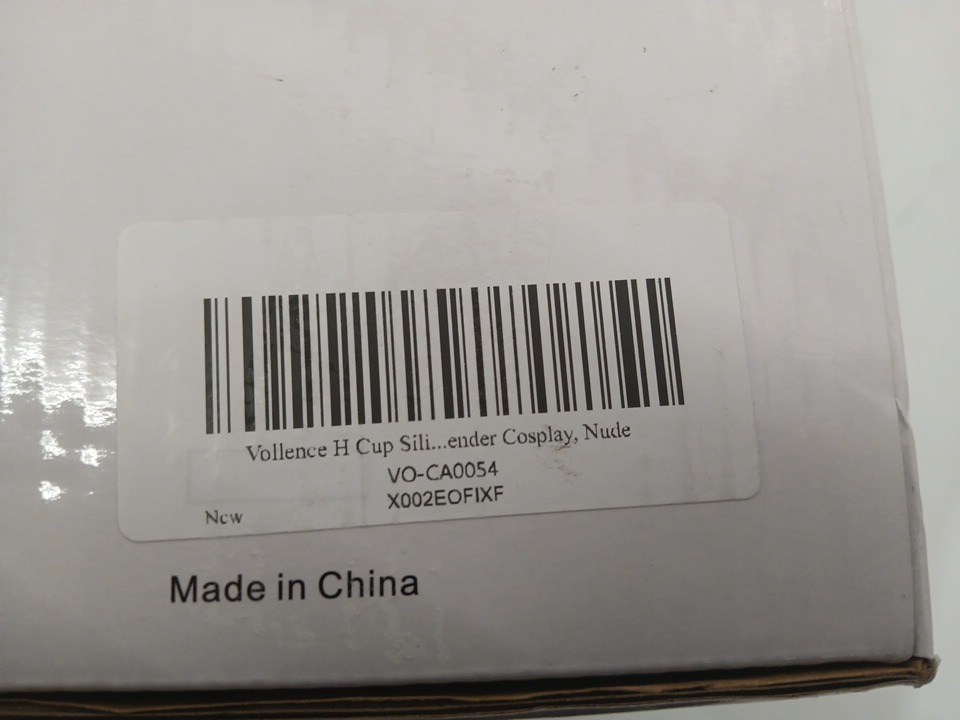 Vollence H Cup Sili...ender Cosplay, Nude
VO-CA0054
X002EOFIXF
New
Made in China